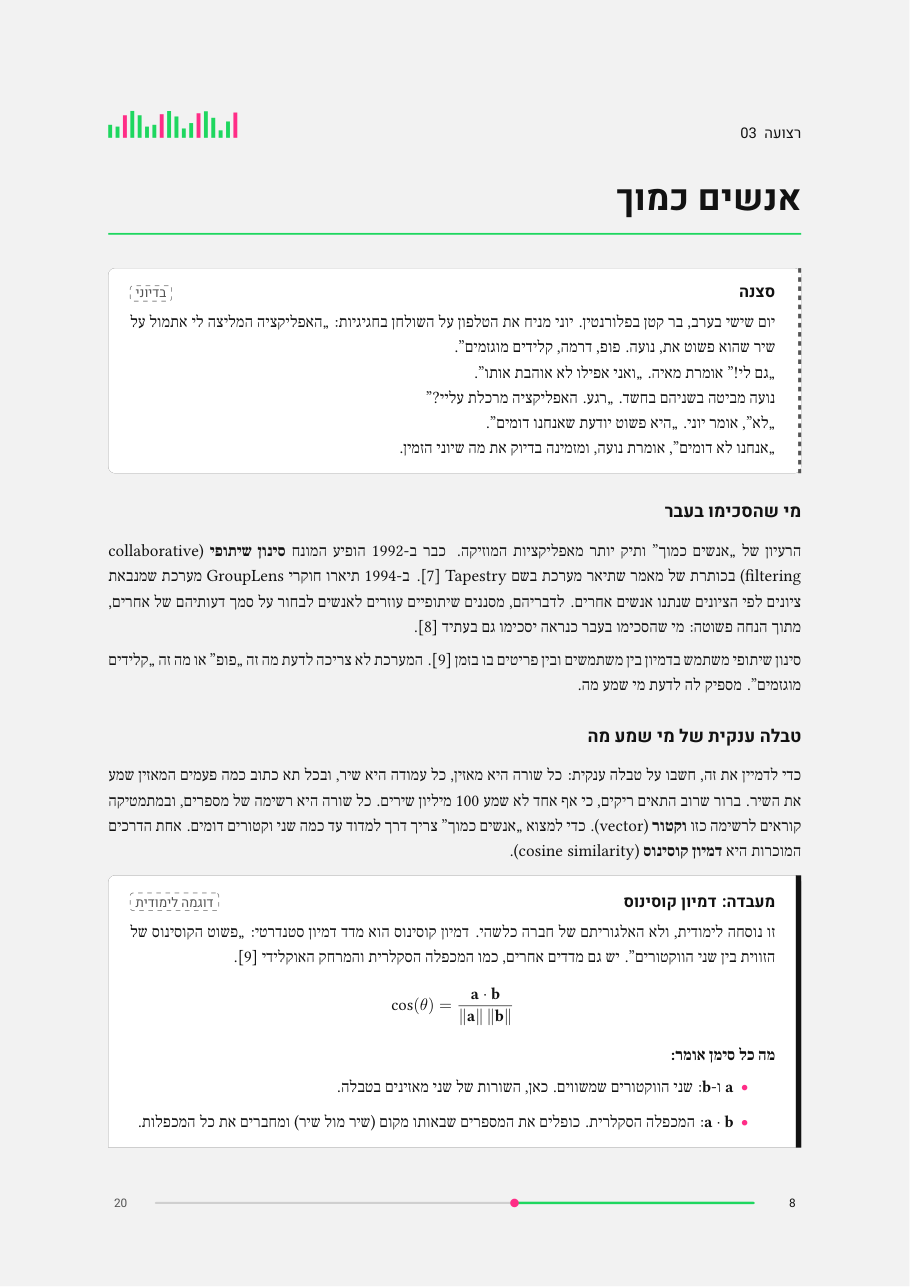 רצועה 03
אנשים כמוך
סצנה
בדיוני
יום שישי בערב, בר קטן בפלורנטין. יוני מניח את הטלפון על השולחן בחגיגיות: „האפליקציה המליצה לי אתמול על
שיר שהוא פשוט את, נועה. פופ, דרמה, קלידים מוגזמים”.
„גם לי!” אומרת מאיה. „ואני אפילו לא אוהבת אותו”.
נועה מביטה בשניהם בחשד. „רגע. האפליקציה מרכלת עליי?”
„לא”, אומר יוני. „היא פשוט יודעת שאנחנו דומים”.
„אנחנו לא דומים”, אומרת נועה, ומזמינה בדיוק את מה שיוני הזמין.
מי שהסכימו בעבר
הרעיון של „אנשים כמוך” ותיק יותר מאפליקציות המוזיקה. כבר ב-1992 הופיע המונח סינון שיתופי (collaborative
filtering) בכותרת של מאמר שתיאר מערכת בשם Tapestry [7]. ב-1994 תיארו חוקרי GroupLens מערכת שמנבאת
ציונים לפי הציונים שנתנו אנשים אחרים. לדבריהם, מסננים שיתופיים עוזרים לאנשים לבחור על סמך דעותיהם של אחרים,
מתוך הנחה פשוטה: מי שהסכימו בעבר כנראה יסכימו גם בעתיד [8].
סינון שיתופי משתמש בדמיון בין משתמשים ובין פריטים בו בזמן [9]. המערכת לא צריכה לדעת מה זה „פופ” או מה זה „קלידים
מוגזמים”. מספיק לה לדעת מי שמע מה.
טבלה ענקית של מי שמע מה
כדי לדמיין את זה, חשבו על טבלה ענקית: כל שורה היא מאזין, כל עמודה היא שיר, ובכל תא כתוב כמה פעמים המאזין שמע
את השיר. ברור שרוב התאים ריקים, כי אף אחד לא שמע 100 מיליון שירים. כל שורה היא רשימה של מספרים, ובמתמטיקה
קוראים לרשימה כזו וקטור (vector). כדי למצוא „אנשים כמוך” צריך דרך למדוד עד כמה שני וקטורים דומים. אחת הדרכים
המוכרות היא דמיון קוסינוס (cosine similarity).
מעבדה: דמיון קוסינוס
דוגמה לימודית
זו נוסחה לימודית, ולא האלגוריתם של חברה כלשהי. דמיון קוסינוס הוא מדד דמיון סטנדרטי: „פשוט הקוסינוס של
הזווית בין שני הווקטורים”. יש גם מדדים אחרים, כמו המכפלה הסקלרית והמרחק האוקלידי [9].
cos(θ) = a · b / ‖a‖ ‖b‖
מה כל סימן אומר:
• a ו-b: שני הווקטורים שמשווים. כאן, השורות של שני מאזינים בטבלה.
• a · b: המכפלה הסקלרית. כופלים את המספרים שבאותו מקום (שיר מול שיר) ומחברים את כל המכפלות.
8
20